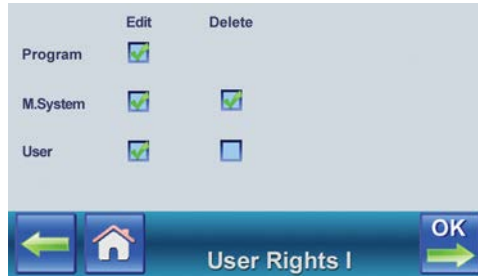 Edit Delete
Program
M.System
User
OK
User Rights I